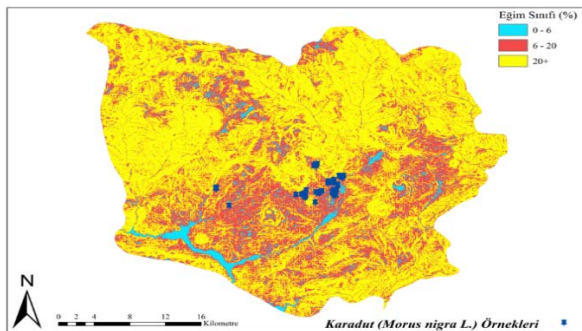 Eğim Sınıfı (%)
0 - 6
6 - 20
20+
N
0 2 4 8 12 16
Kilometre
Karadut (Morus nigra L.) Örnekleri